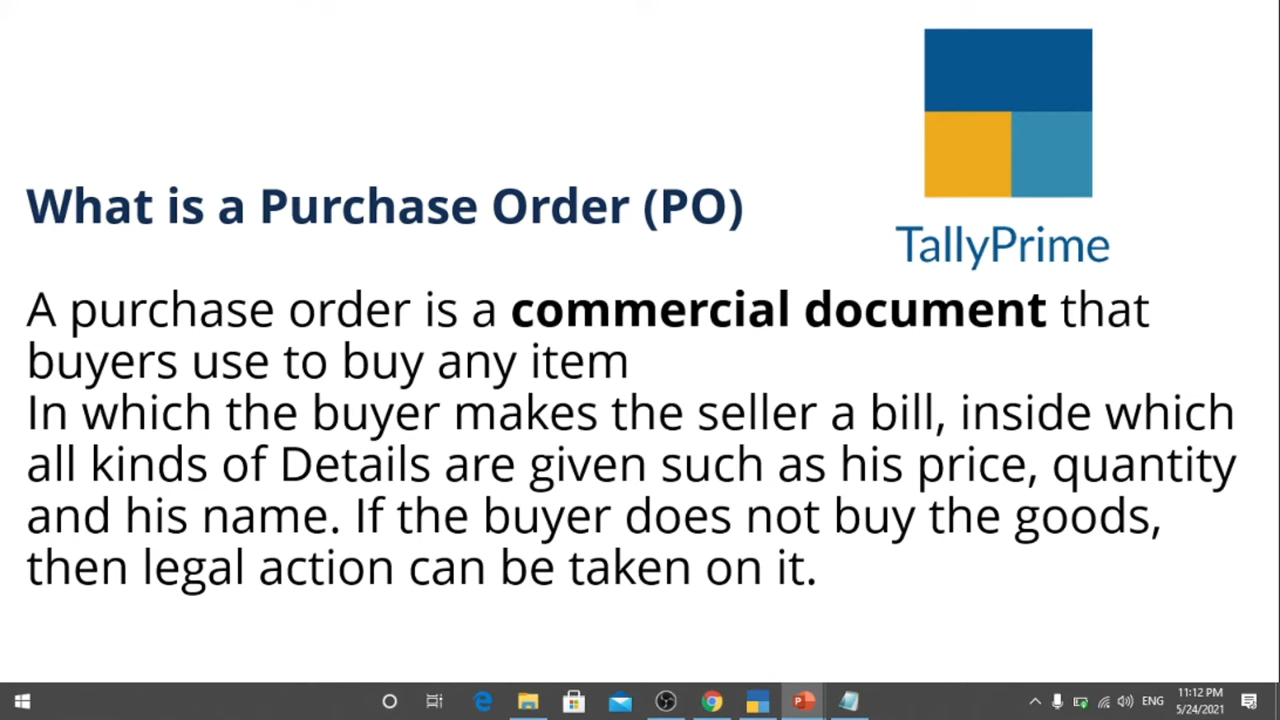 TallyPrime
What is a Purchase Order (PO)
A purchase order is a commercial document that
buyers use to buy any item
In which the buyer makes the seller a bill, inside which
all kinds of Details are given such as his price, quantity
and his name. If the buyer does not buy the goods,
then legal action can be taken on it.
ENG
11:12 PM
5/24/2021